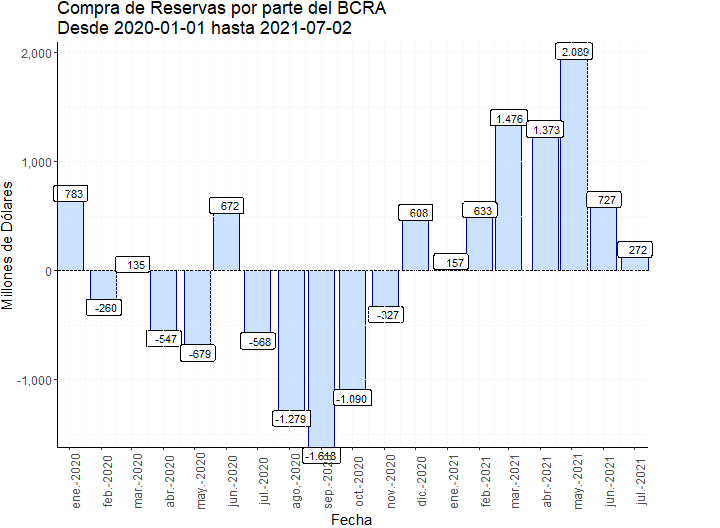 Compra de Reservas por parte del BCRA
Desde 2020-01-01 hasta 2021-07-02
Millones de Dólares
2,000
1,000
0
-1,000
783
-260
135
-547
-679
672
-568
-1.279
-1.618
-1.090
-327
608
157
633
1.476
1.373
2.089
727
272
ene.-2020
feb.-2020
mar.-2020
abr.-2020
may.-2020
jun.-2020
jul.-2020
ago.-2020
sep.-2020
oct.-2020
nov.-2020
dic.-2020
ene.-2021
feb.-2021
mar.-2021
abr.-2021
may.-2021
jun.-2021
jul.-2021
Fecha